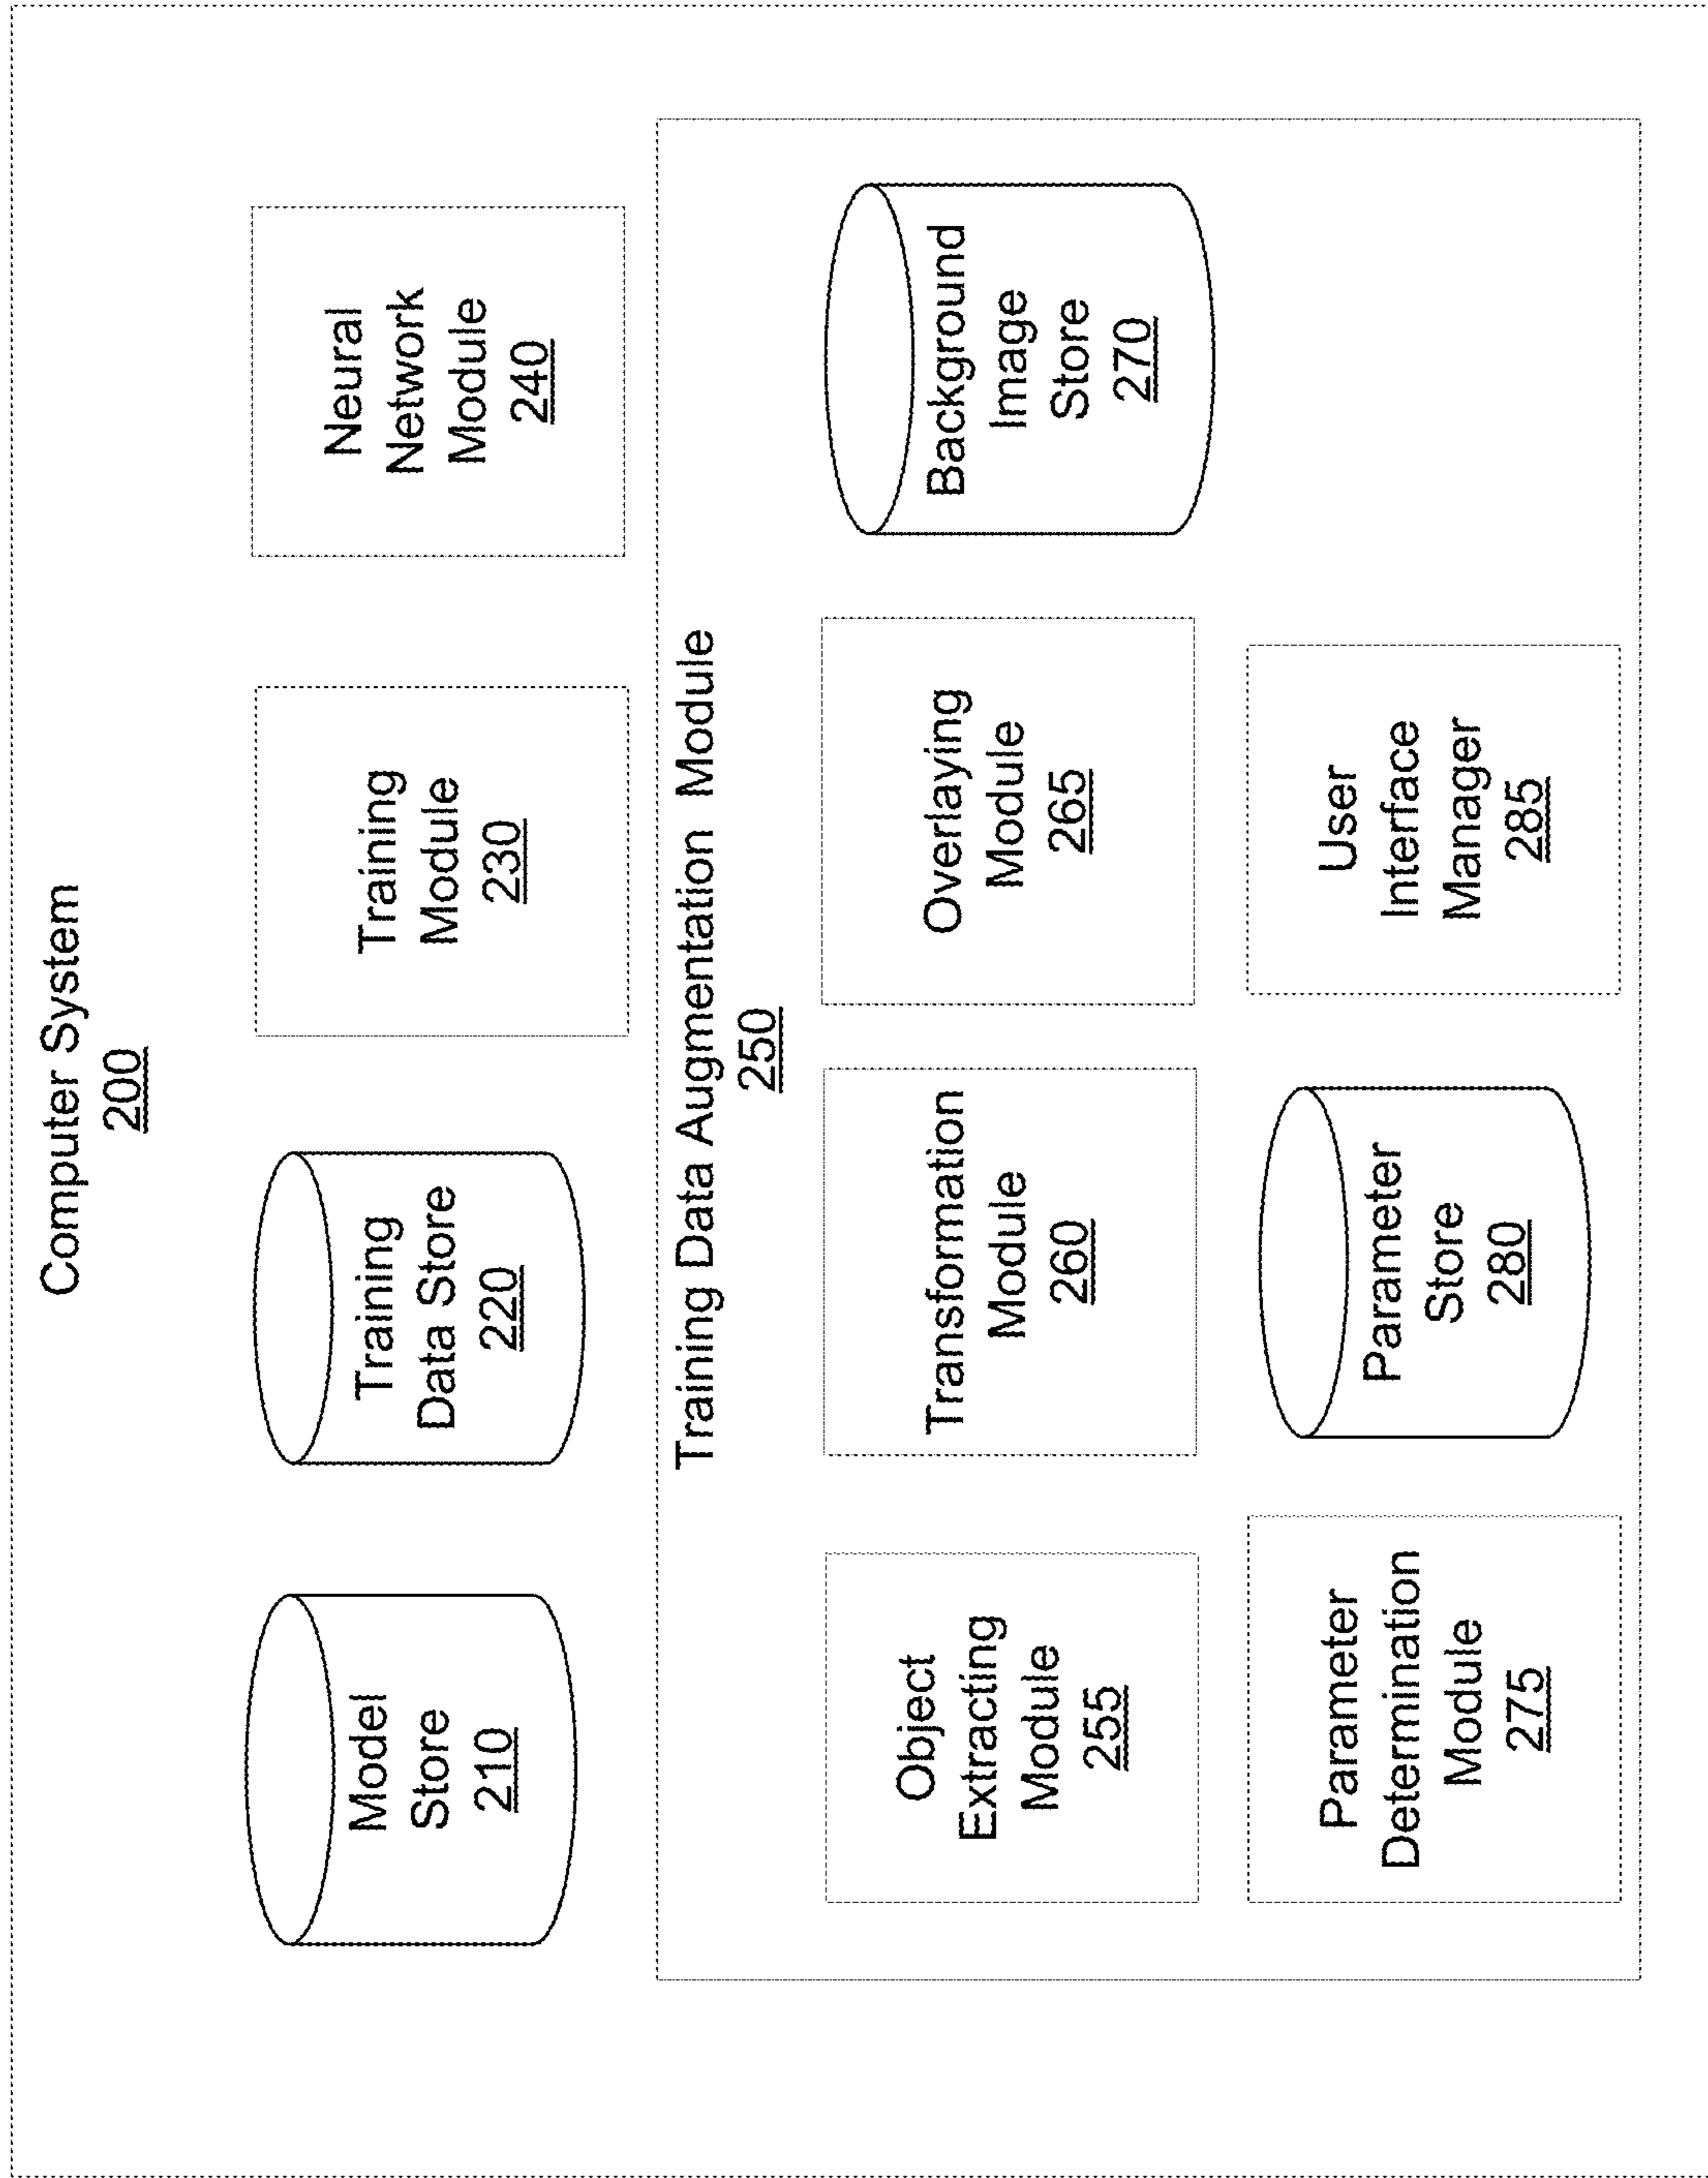 Computer System
200
Model
Store
210
Training
Data Store
220
Training
Module
230
Neural
Network
Module
240
Training Data Augmentation Module
250
Object
Extracting
Module
255
Transformation
Module
260
Overlaying
Module
265
Background
Image
Store
270
Parameter
Determination
Module
275
Parameter
Store
280
User
Interface
Manager
285